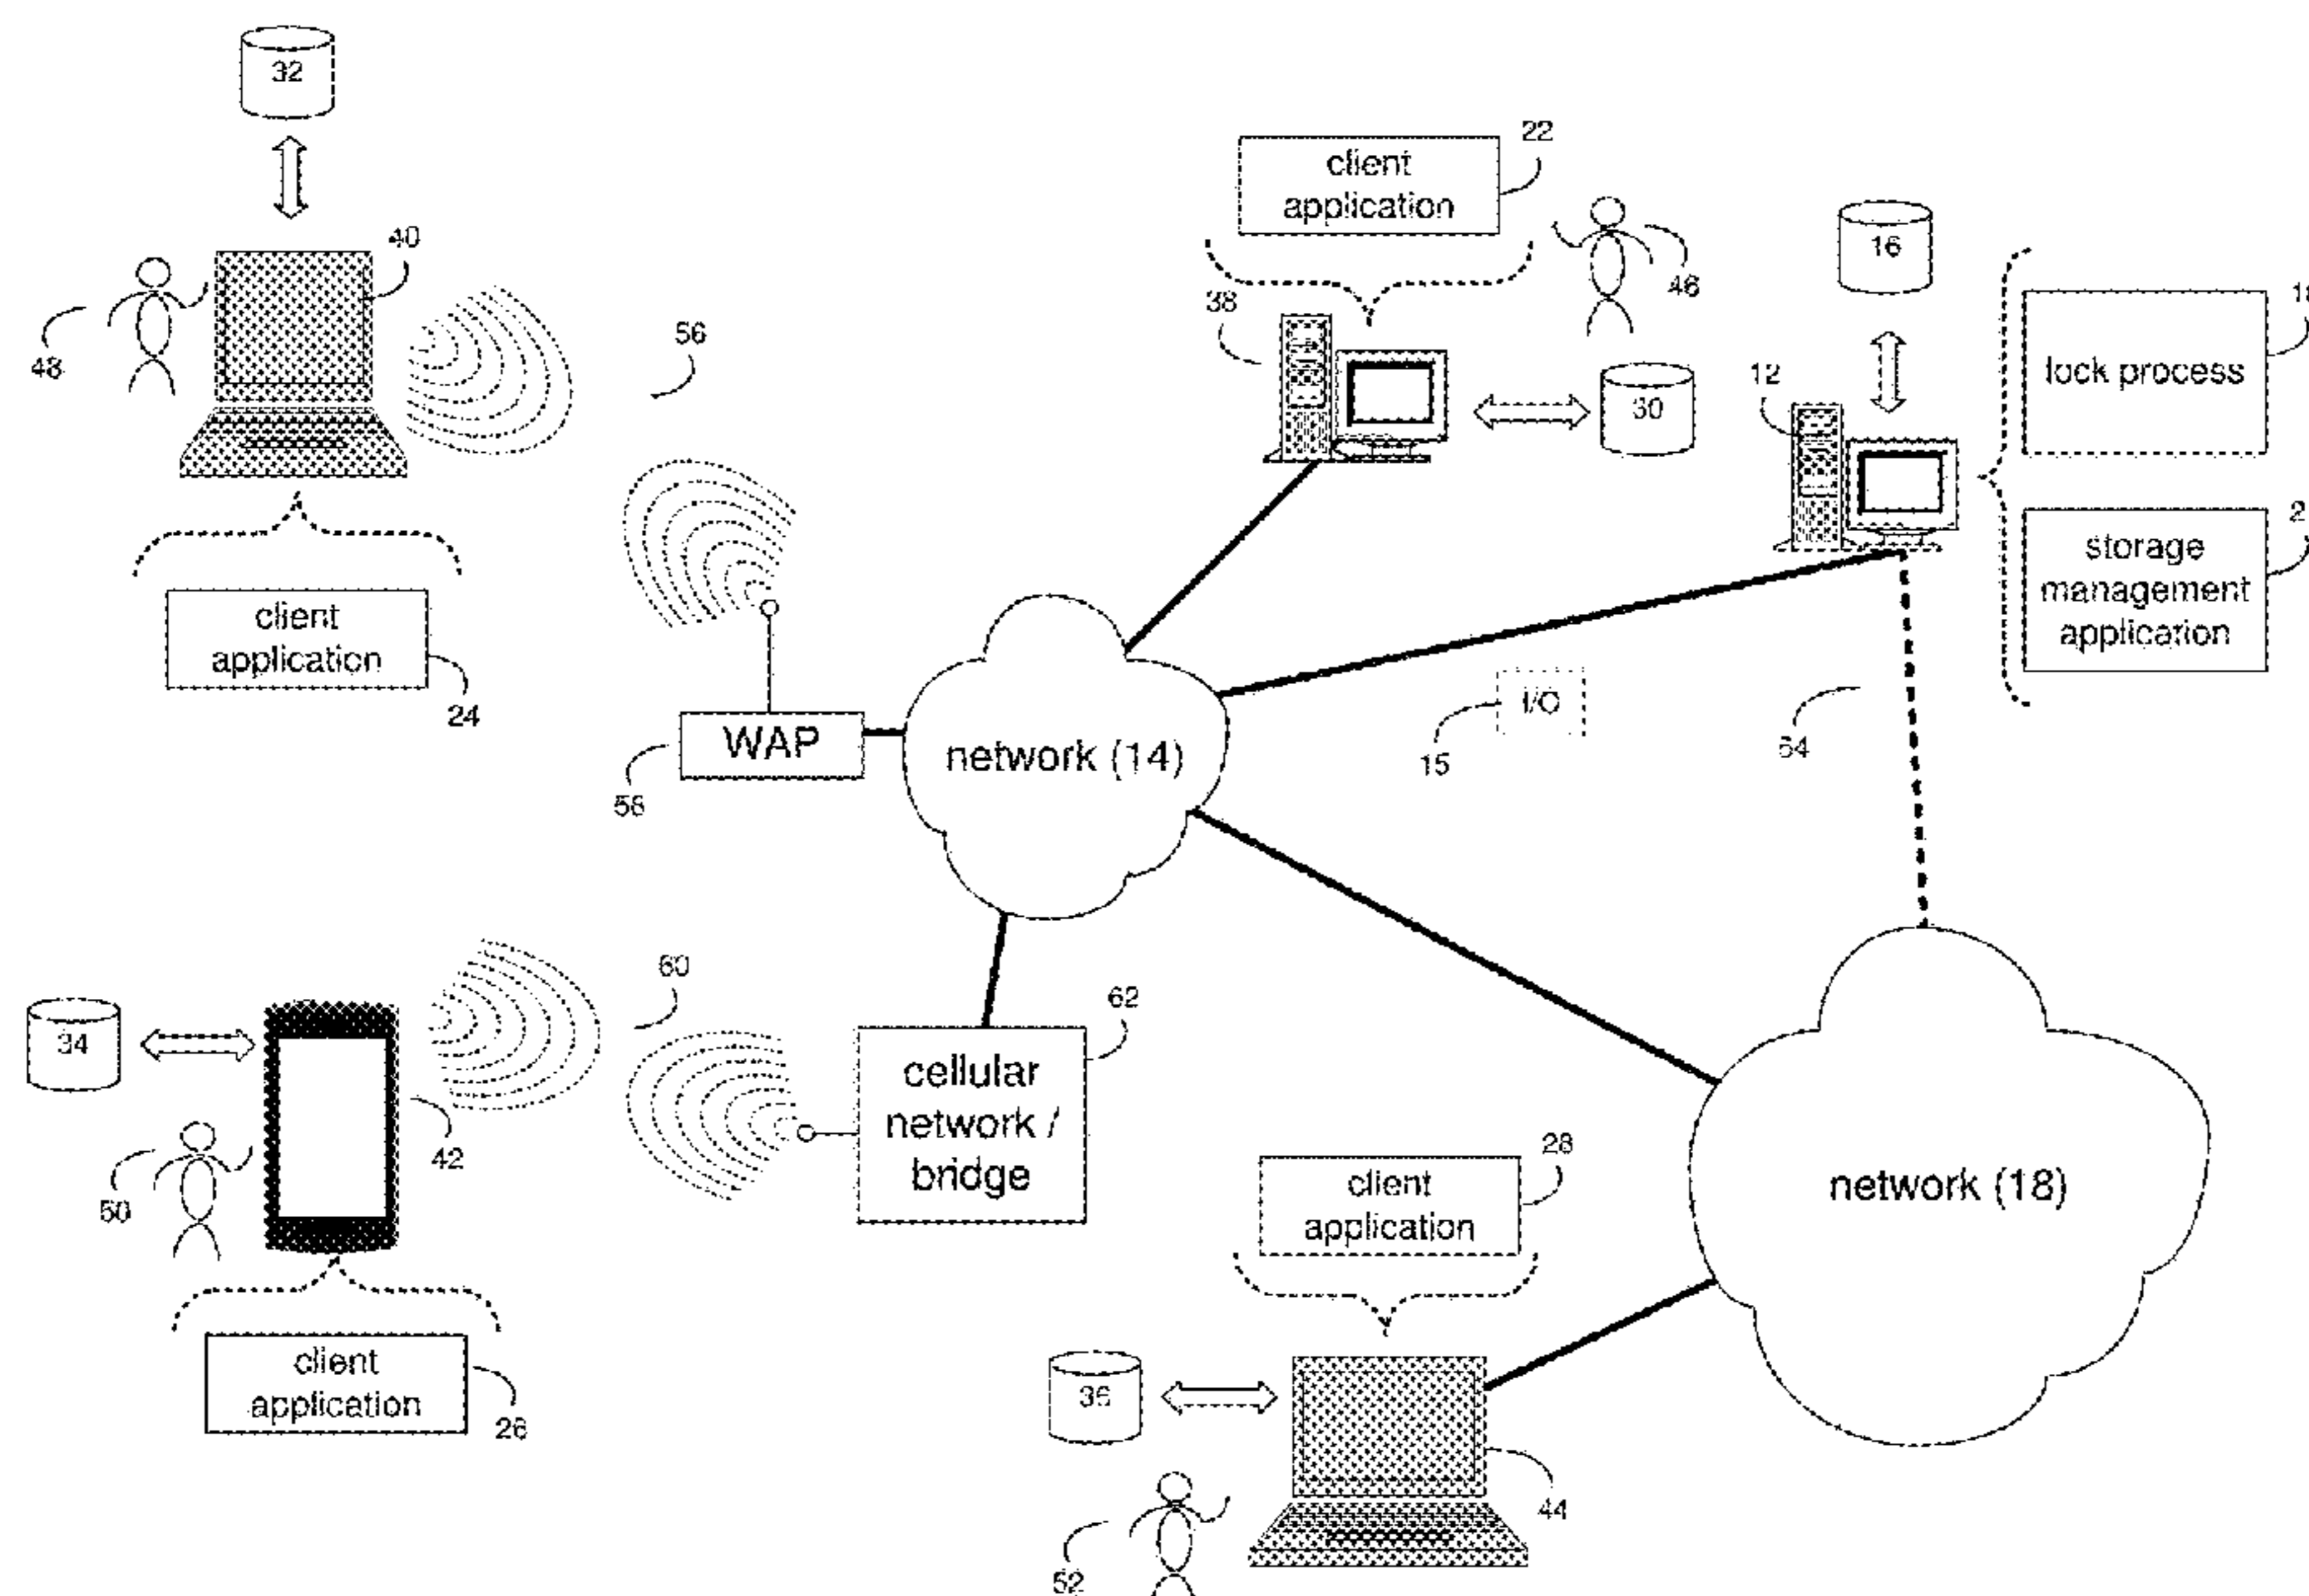 32
40
48
56
client
application
24
client
application
22
46
38
30
16
12
lock process
storage
management
application
WAP
58
network (14)
I/O
15
34
60
62
cellular
network /
bridge
42
50
client
application
26
client
application
28
network (18)
36
44
52